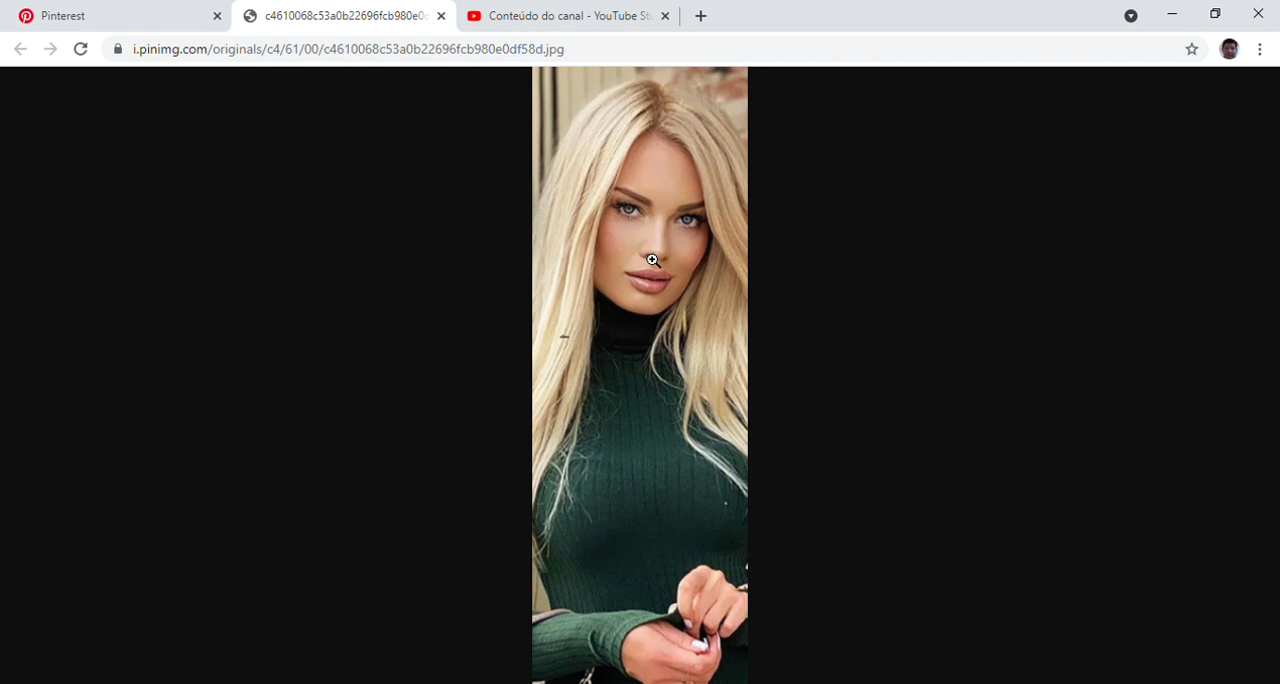 Pinterest
c4610068c53a0b22696fcb980e0
Conteúdo do canal - YouTube St
i.pinimg.com/originals/c4/61/00/c4610068c53a0b22696fcb980e0df58d.jpg